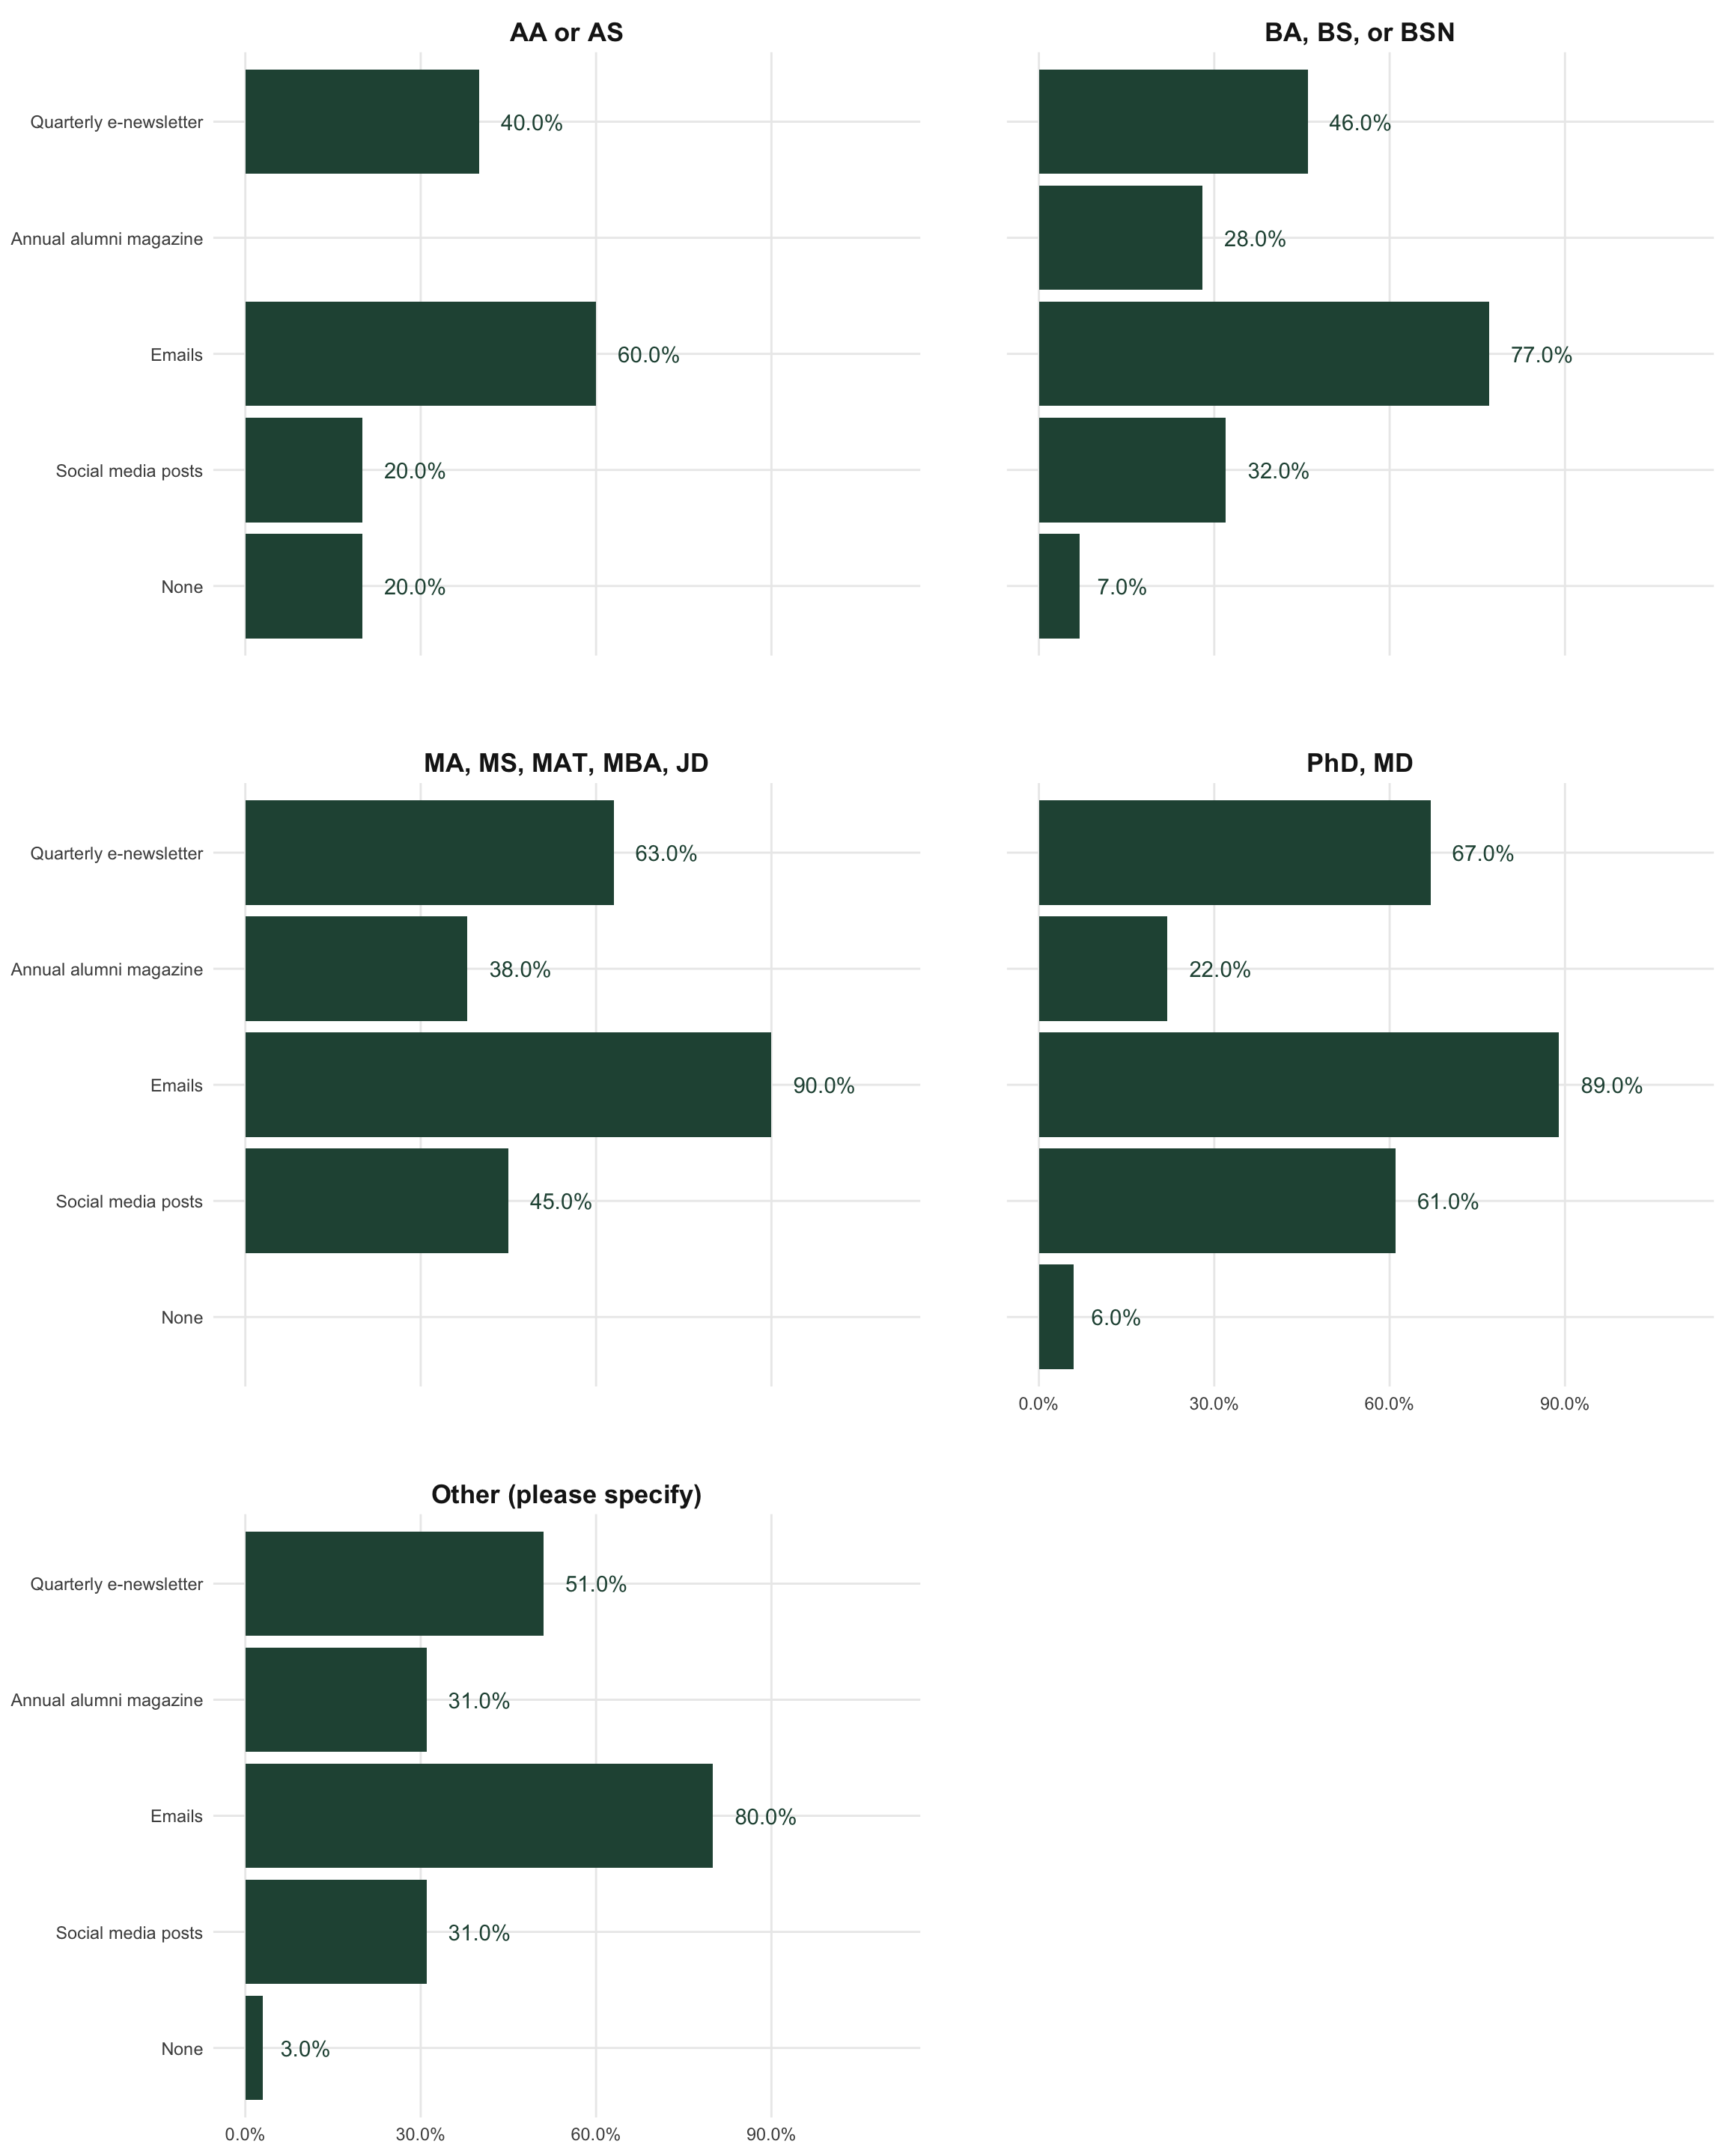 AA or AS
Quarterly e-newsletter
40.0%
Annual alumni magazine
Emails
60.0%
Social media posts
20.0%
None
20.0%
BA, BS, or BSN
46.0%
28.0%
77.0%
32.0%
7.0%
MA, MS, MAT, MBA, JD
Quarterly e-newsletter
63.0%
Annual alumni magazine
38.0%
Emails
90.0%
Social media posts
45.0%
None
PhD, MD
67.0%
22.0%
89.0%
61.0%
6.0%
0.0% 30.0% 60.0% 90.0%
Other (please specify)
Quarterly e-newsletter
51.0%
Annual alumni magazine
31.0%
Emails
80.0%
Social media posts
31.0%
None
3.0%
0.0% 30.0% 60.0% 90.0%